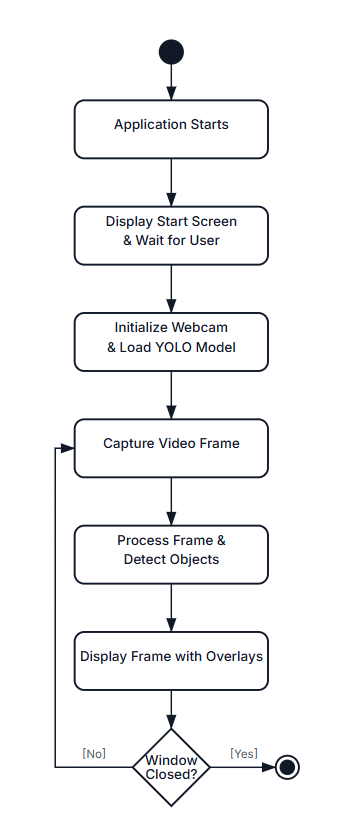 Application Starts
Display Start Screen
& Wait for User
Initialize Webcam
& Load YOLO Model
Capture Video Frame
Process Frame &
Detect Objects
Display Frame with Overlays
[No]
Window
Closed?
[Yes]